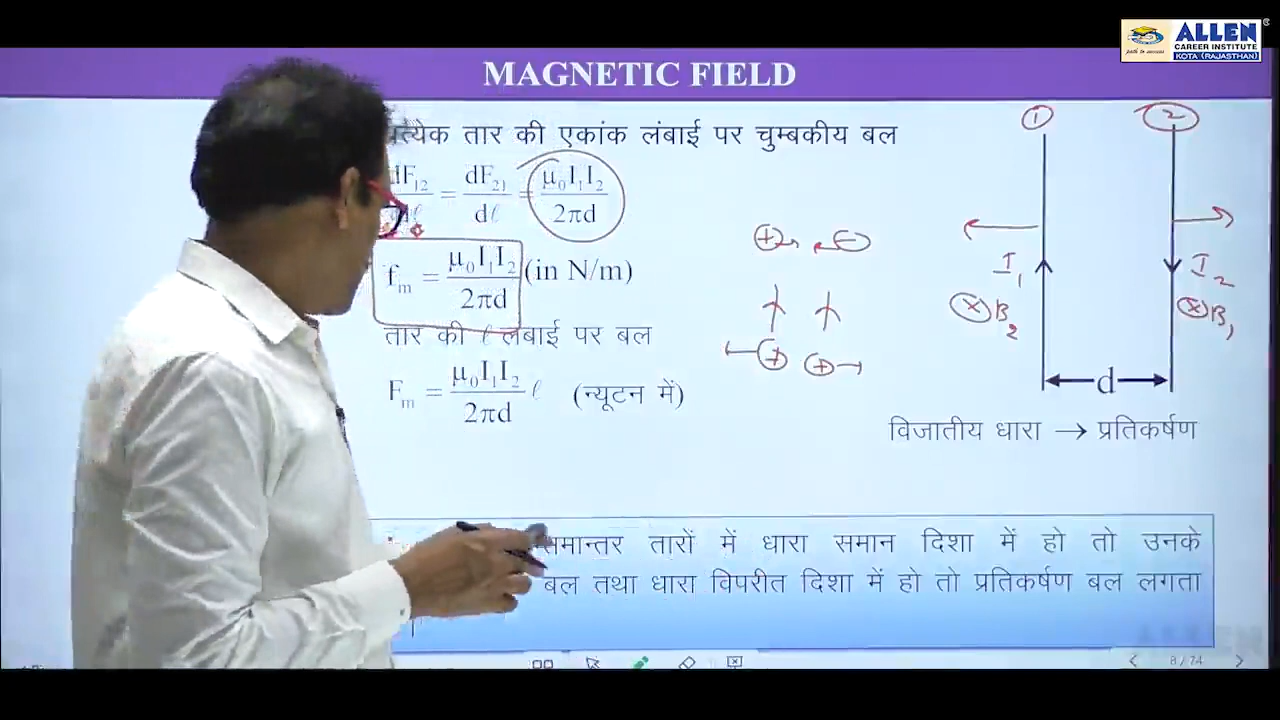 ALLEN
CAREER INSTITUTE
KOTA (RAJASTHAN)
MAGNETIC FIELD
प्रत्येक तार की एकांक लंबाई पर चुम्बकीय बल
dF₁₂/dℓ = dF₂₁/dℓ = μ₀I₁I₂/2πd
fₘ = μ₀I₁I₂/2πd (in N/m)
तार की ℓ लंबाई पर बल
Fₘ = μ₀I₁I₂/2πd ℓ (न्यूटन में)
① ②
⊕ ⊖
I₁ I₂
⊗B₂ ⊗B₁
⊕ ⊕
d
विजातीय धारा → प्रतिकर्षण
समान्तर तारों में धारा समान दिशा में हो तो उनके
बल तथा धारा विपरीत दिशा में हो तो प्रतिकर्षण बल लगता
8 / 74